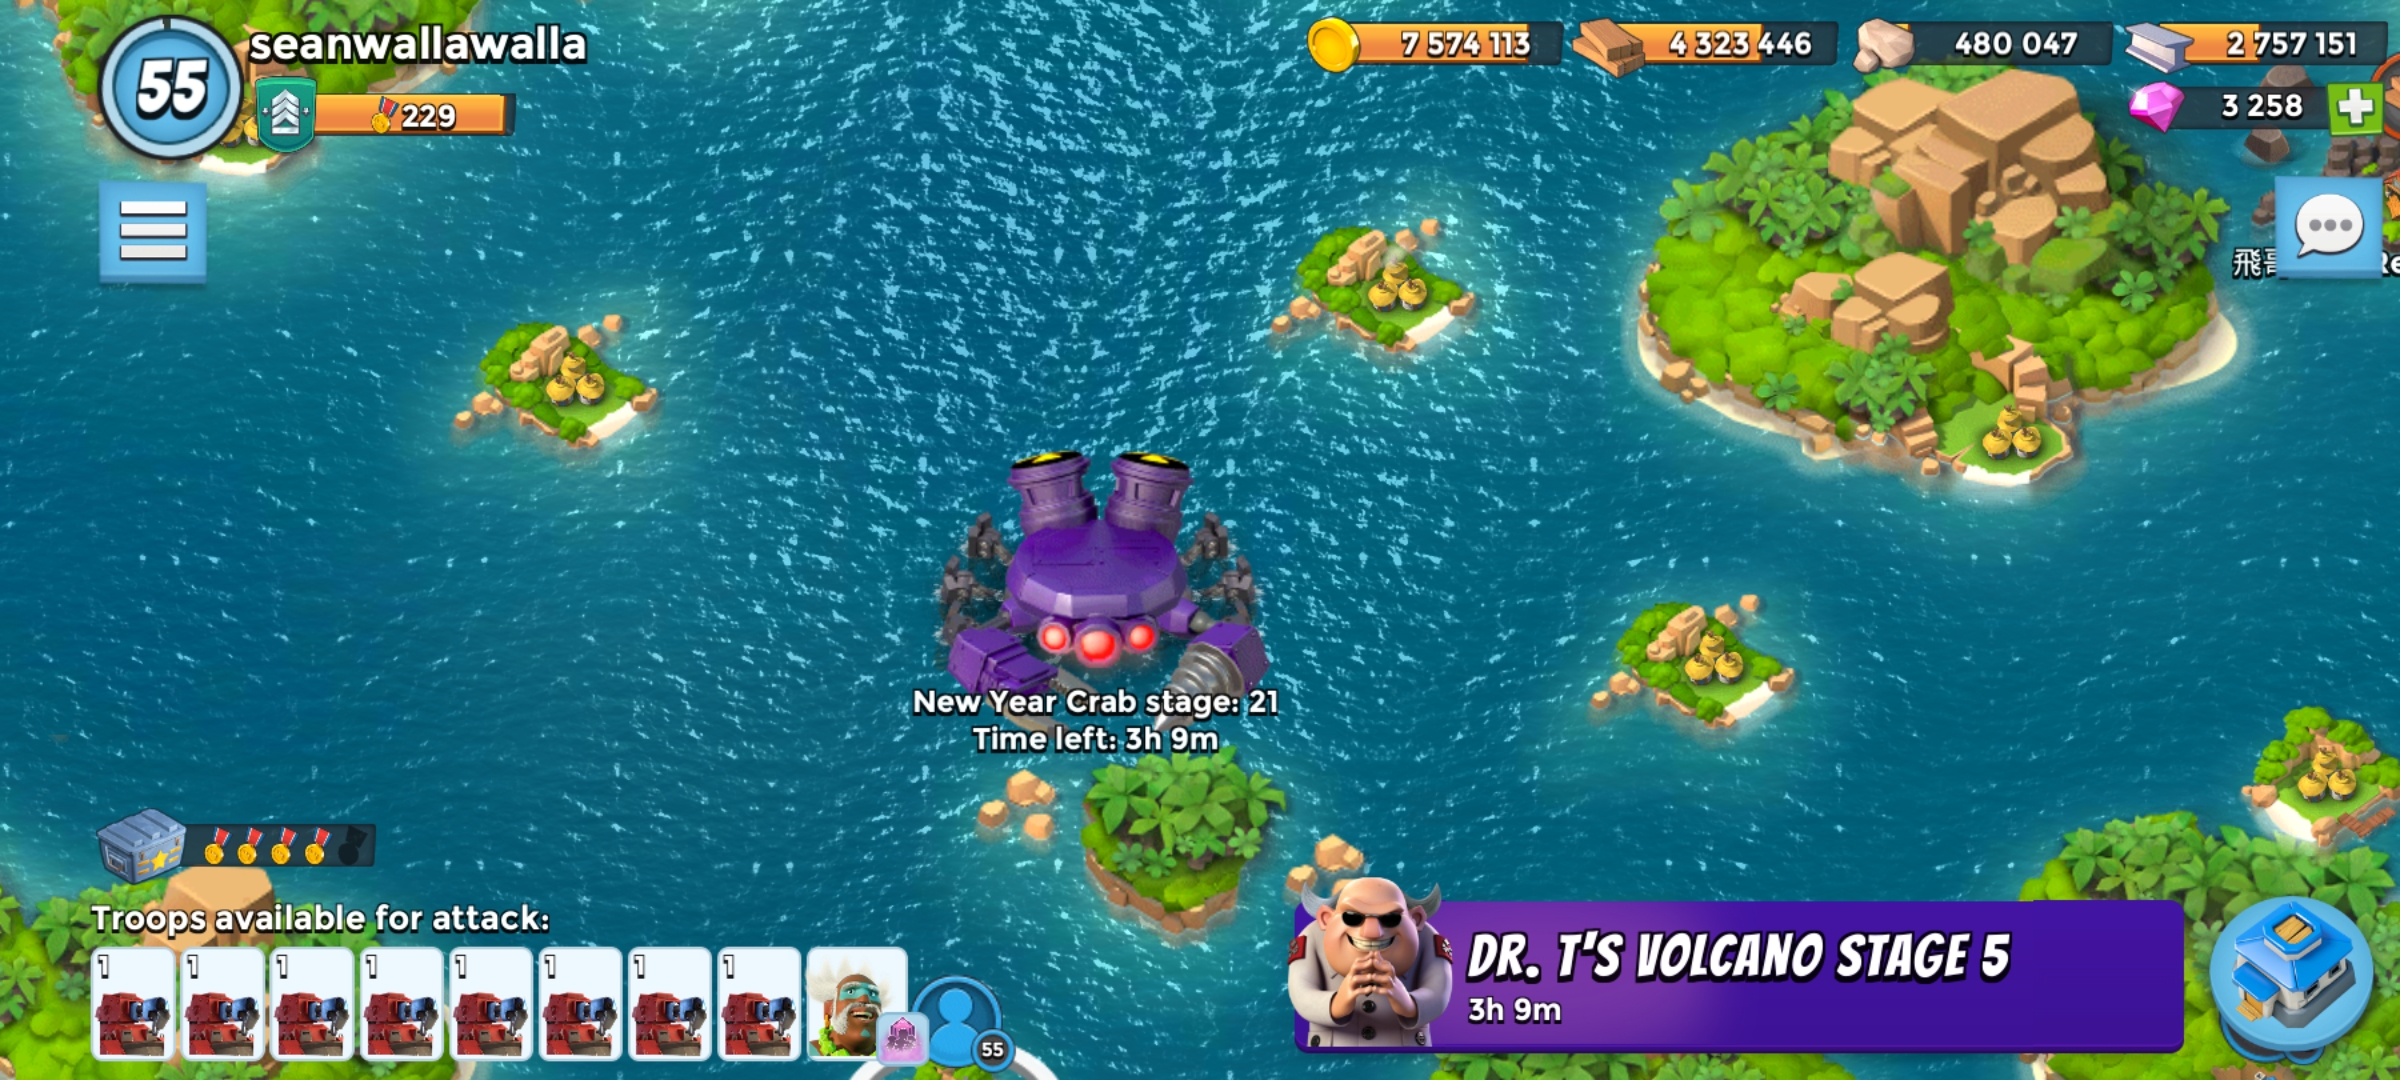 55
seanwallawalla
229
7 574 113
4 323 446
480 047
2 757 151
3 258
飛
New Year Crab stage: 21
Time left: 3h 9m
Troops available for attack:
1 1 1 1 1 1 1 1
55
DR. T'S VOLCANO STAGE 5
3h 9m